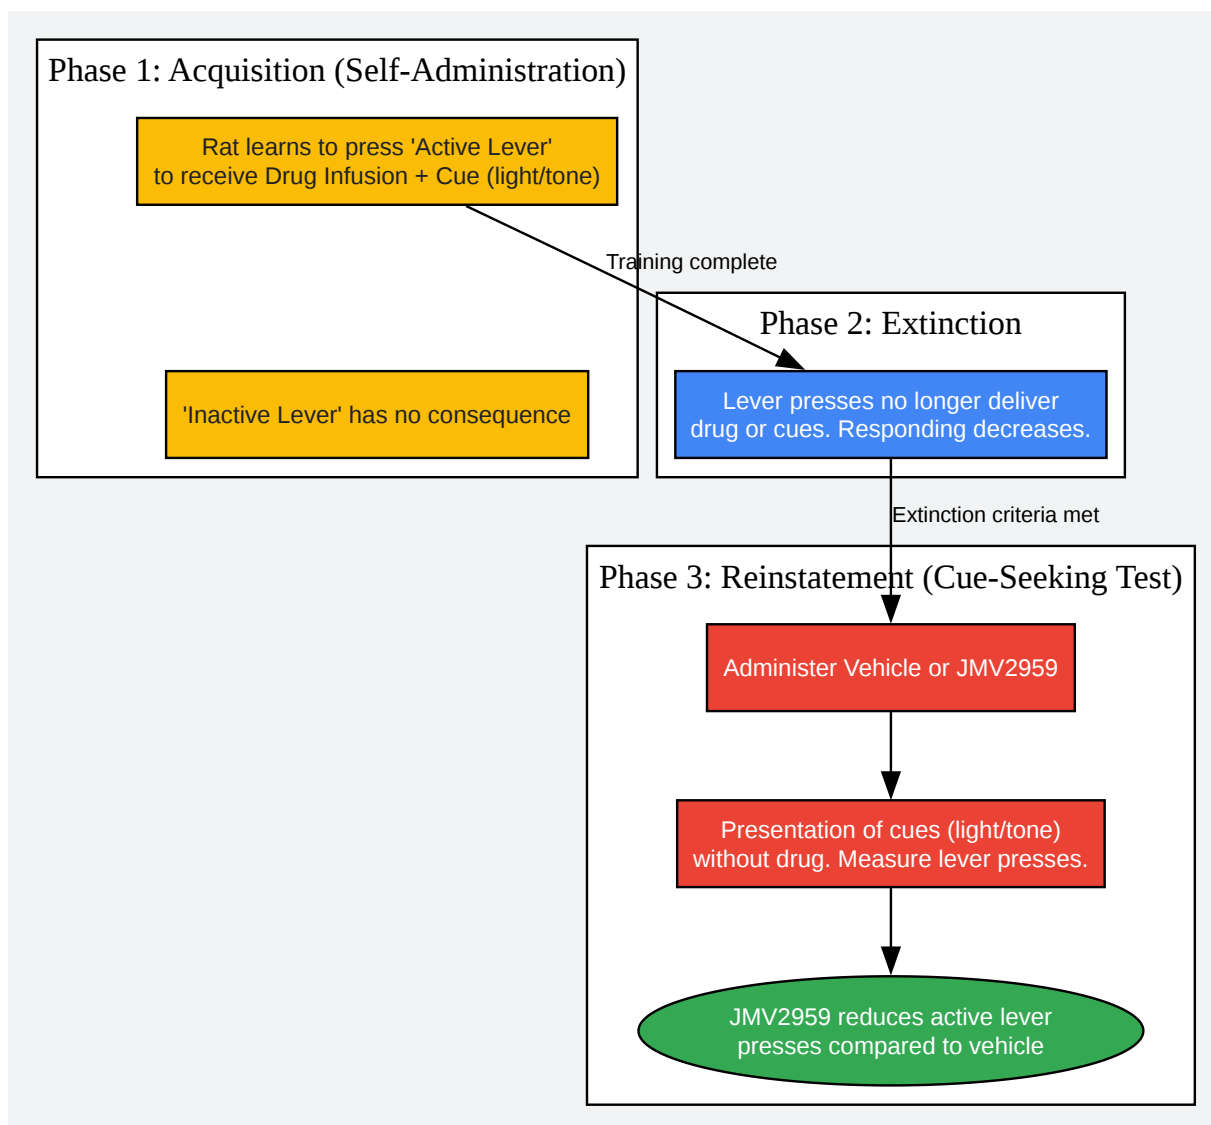 Phase 1: Acquisition (Self-Administration)
Rat learns to press 'Active Lever'
to receive Drug Infusion + Cue (light/tone)
Training complete
'Inactive Lever' has no consequence
Phase 2: Extinction
Lever presses no longer deliver
drug or cues. Responding decreases.
Extinction criteria met
Phase 3: Reinstatement (Cue-Seeking Test)
Administer Vehicle or JMV2959
Presentation of cues (light/tone)
without drug. Measure lever presses.
JMV2959 reduces active lever
presses compared to vehicle